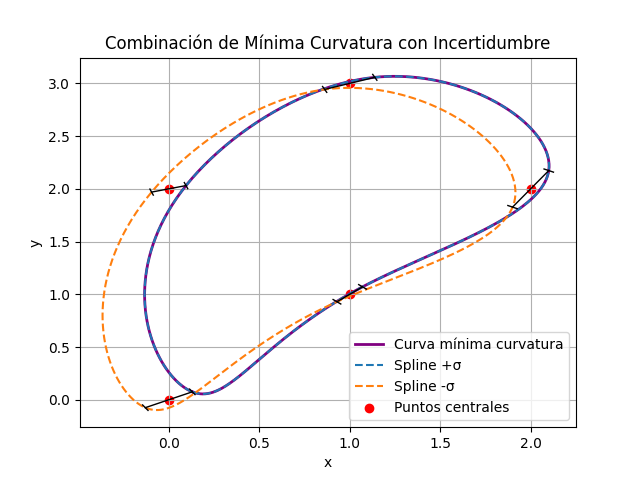 Combinación de Mínima Curvatura con Incertidumbre
y
3.0
2.5
2.0
1.5
1.0
0.5
0.0
0.0 0.5 1.0 1.5 2.0
x
Curva mínima curvatura
Spline +σ
Spline -σ
Puntos centrales